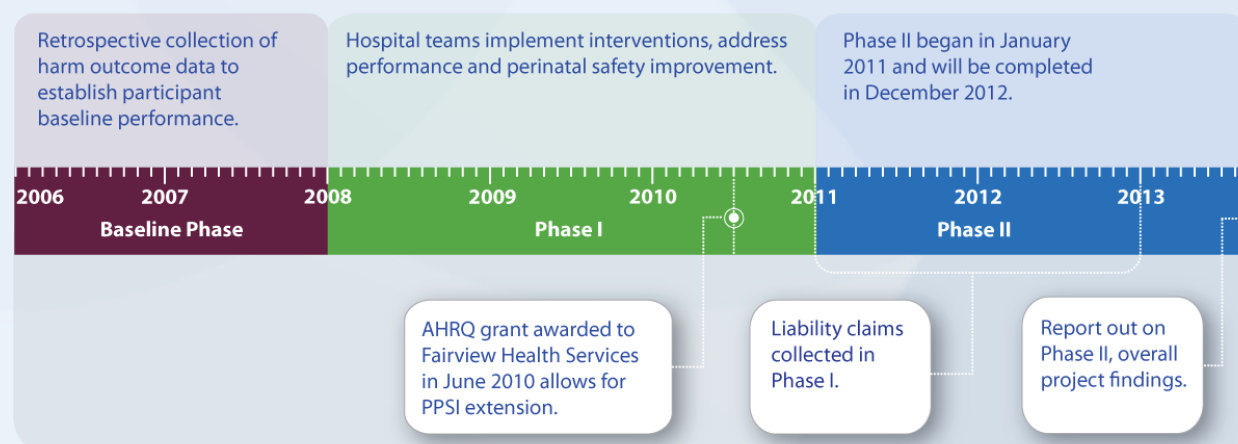 Retrospective collection of
harm outcome data to
establish participant
baseline performance.
Hospital teams implement interventions, address
performance and perinatal safety improvement.
Phase II began in January
2011 and will be completed
in December 2012.
2006 2007 2008 2009 2010 2011 2012 2013
Baseline Phase Phase I Phase II
AHRQ grant awarded to
Fairview Health Services
in June 2010 allows for
PPSI extension.
Liability claims
collected in
Phase I.
Report out on
Phase II, overall
project findings.